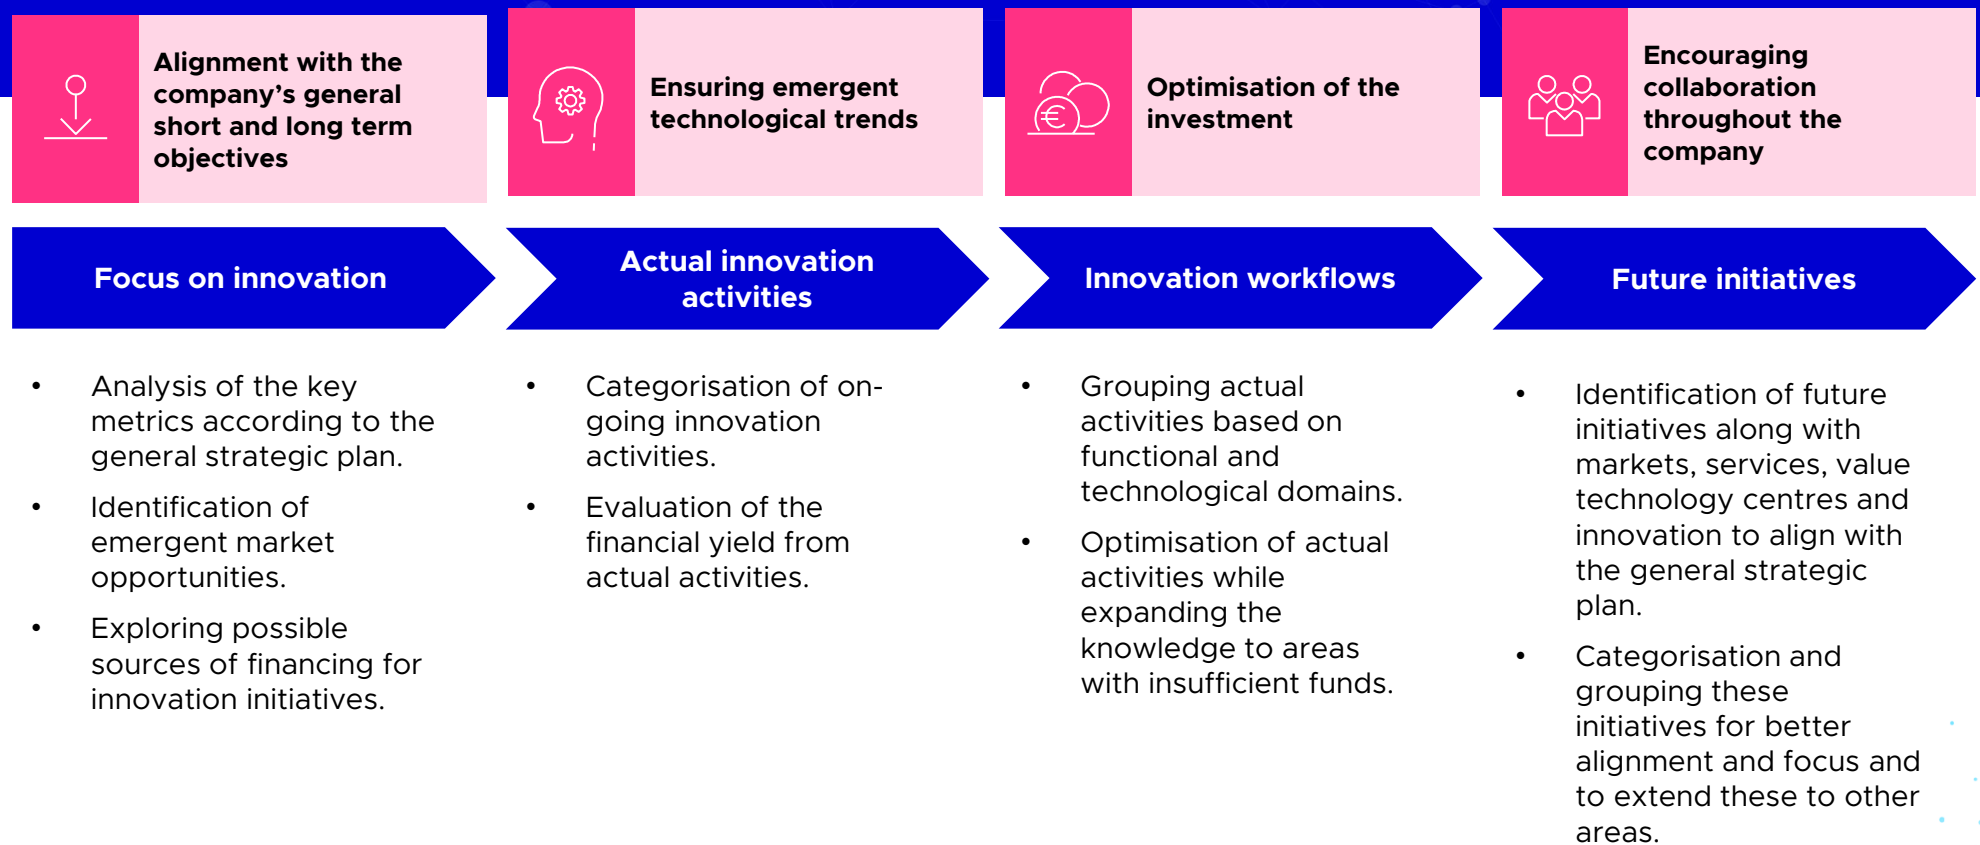 Alignment with the
company’s general
short and long term
objectives
Ensuring emergent
technological trends
Optimisation of the
investment
Encouraging
collaboration
throughout the
company
Focus on innovation
Actual innovation
activities
Innovation workflows
Future initiatives
• Analysis of the key
metrics according to the
general strategic plan.
• Identification of
emergent market
opportunities.
• Exploring possible
sources of financing for
innovation initiatives.
• Categorisation of on-
going innovation
activities.
• Evaluation of the
financial yield from
actual activities.
• Grouping actual
activities based on
functional and
technological domains.
• Optimisation of actual
activities while
expanding the
knowledge to areas
with insufficient funds.
• Identification of future
initiatives along with
markets, services, value
technology centres and
innovation to align with
the general strategic
plan.
• Categorisation and
grouping these
initiatives for better
alignment and focus and
to extend these to other
areas.